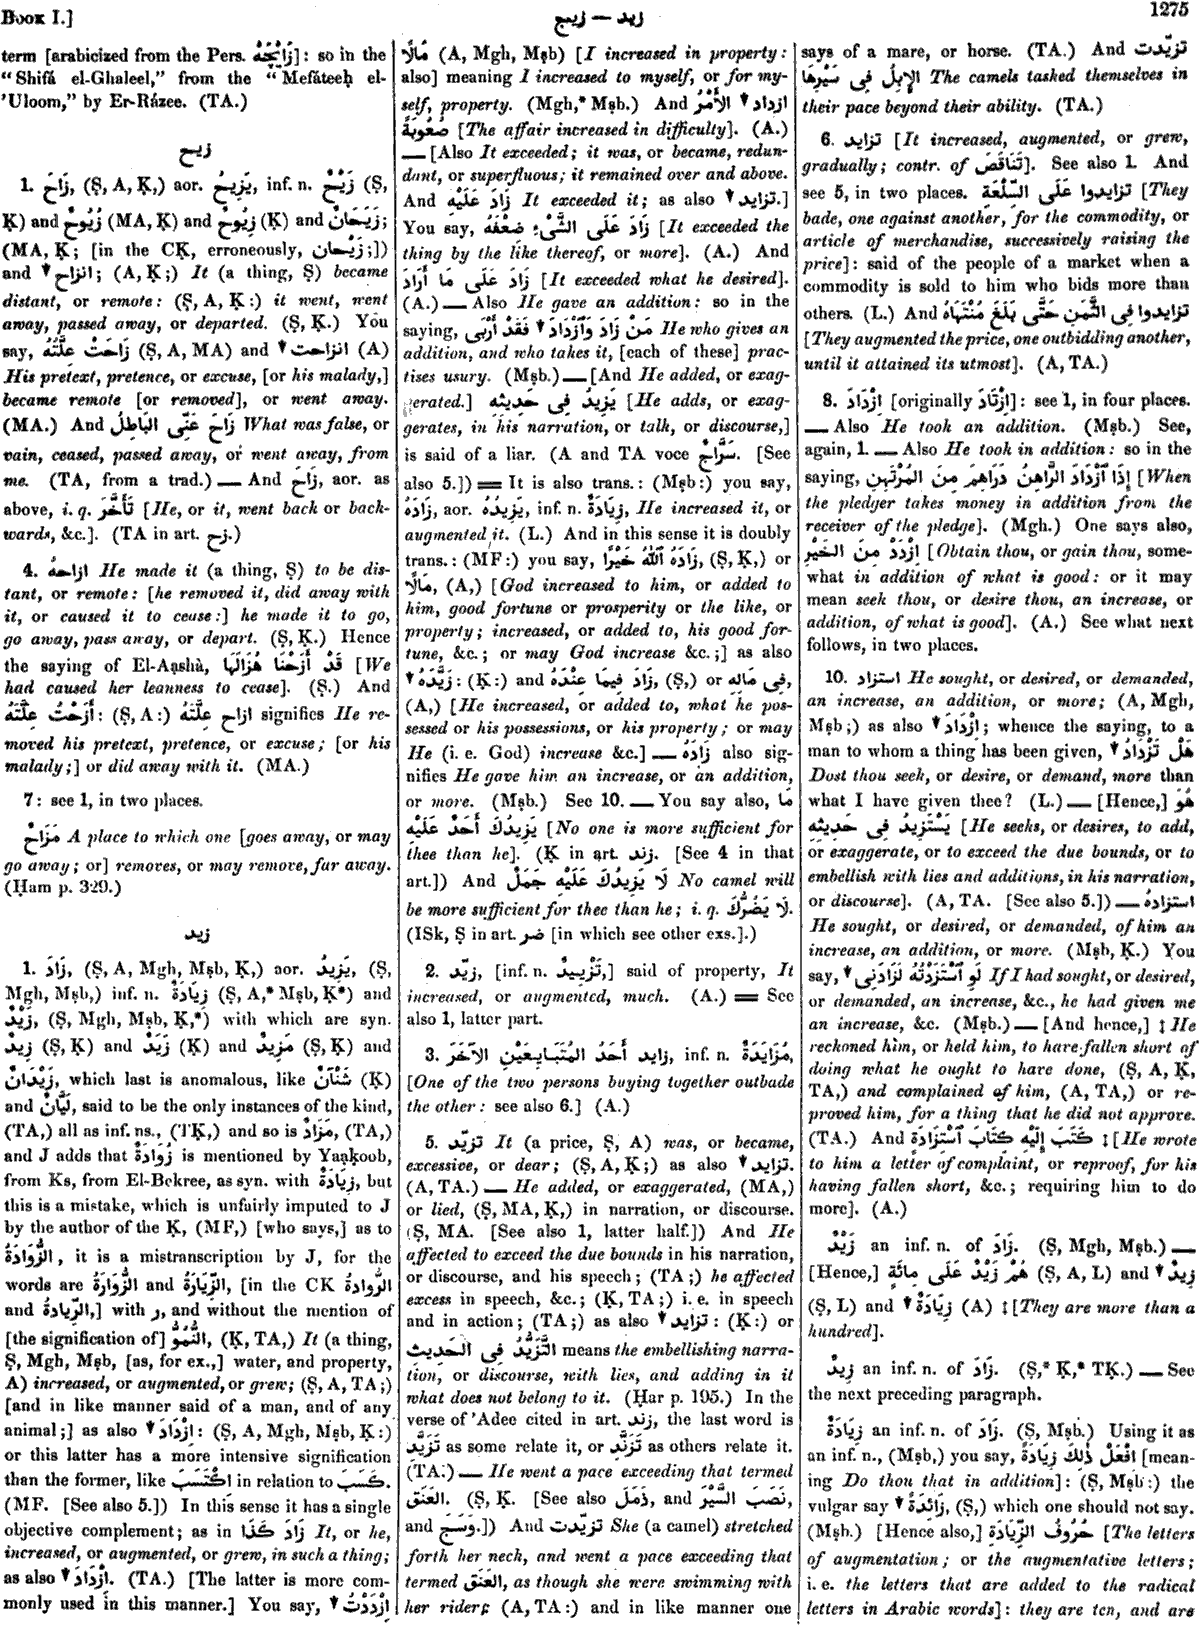 Book I.]
زيج — زيد
1275
term [arabicized from the Pers. زَايْچَهْ]: so in the
“Shifá el-Ghaleel,” from the “Mefáteeḥ el-
'Uloom,” by Er-Rázee. (TA.)
زيح
1. زَاحَ, (Ṣ, A, Ḳ,) aor. يَزِيحُ, inf. n. زَيْحٌ (Ṣ,
Ḳ) and زُيُوحٌ (MA, Ḳ) and زِيُوحٌ (Ḳ) and زَيَحَانٌ;
(MA, Ḳ; [in the CḲ, erroneously, زَيْحان;])
and ▼ انزاح; (A, Ḳ;) It (a thing, Ṣ) became
distant, or remote: (Ṣ, A, Ḳ:) it went, went
away, passed away, or departed. (Ṣ, Ḳ.) You
say, زَاحَتْ عِلَّتُهُ (Ṣ, A, MA) and ▼ انزاحت (A)
His pretext, pretence, or excuse, [or his malady,]
became remote [or removed], or went away.
(MA.) And زَاحَ عَنِّى البَاطِلُ What was false, or
vain, ceased, passed away, or went away, from
me. (TA, from a trad.) — And زَاحَ, aor. as
above, i. q. تَأَخَّرَ [He, or it, went back or back-
wards, &c.]. (TA in art. زح.)
4. ازاحهُ He made it (a thing, Ṣ) to be dis-
tant, or remote: [he removed it, did away with
it, or caused it to cease:] he made it to go,
go away, pass away, or depart. (Ṣ, Ḳ.) Hence
the saying of El-Aạshà, قَدْ أَزَحْنَا هُزَالَهَا [We
had caused her leanness to cease]. (Ṣ.) And
أَزَحْتُ عِلَّتَهُ: (Ṣ, A:) ازاح عِلَّتَهُ signifies He re-
moved his pretext, pretence, or excuse; [or his
malady;] or did away with it. (MA.)
7: see 1, in two places.
مَزَاحٌ A place to which one [goes away, or may
go away; or] removes, or may remove, far away.
(Ḥam p. 329.)
زيد
1. زَادَ, (Ṣ, A, Mgh, Mṣb, Ḳ,) aor. يَزِيدُ, (Ṣ,
Mgh, Mṣb,) inf. n. زِيَادَةٌ (Ṣ, A,* Mṣb, Ḳ*) and
زَيْدٌ, (Ṣ, Mgh, Mṣb, Ḳ,*) with which are syn.
زِيدٌ (Ṣ, Ḳ) and زَيَدٌ (Ḳ) and مَزِيدٌ (Ṣ, Ḳ) and
زَيْدَانٌ, which last is anomalous, like شَنْآنٌ (Ḳ)
and لَيَّانٌ, said to be the only instances of the kind,
(TA,) all as inf. ns., (TḲ,) and so is مَزَادٌ, (TA,)
and J adds that زُوَادَةٌ is mentioned by Yaạḳoob,
from Ks, from El-Bekree, as syn. with زِيَادَةٌ, but
this is a mistake, which is unfairly imputed to J
by the author of the Ḳ, (MF,) [who says,] as to
الزُّوَادَةُ, it is a mistranscription by J, for the
words are الزُّوَارَةُ and الزِّيَارَةُ, [in the CK الزُّوادةُ
and الزِّيادةُ,] with ر, and without the mention of
[the signification of] النُّمُوُّ, (Ḳ, TA,) It (a thing,
Ṣ, Mgh, Mṣb, [as, for ex.,] water, and property,
A) increased, or augmented, or grew; (Ṣ, A, TA;)
[and in like manner said of a man, and of any
animal;] as also ▼ اِزْدَادَ: (Ṣ, A, Mgh, Mṣb, Ḳ:)
or this latter has a more intensive signification
than the former, like اِكْتَسَبَ in relation to كَسَبَ.
(MF. [See also 5.]) In this sense it has a single
objective complement; as in زَادَ كَذَا It, or he,
increased, or augmented, or grew, in such a thing;
as also ▼ اِزْدَادَ. (TA.) [The latter is more com-
monly used in this manner.] You say, ▼ اِزْدَدْتُ
مَالًا (A, Mgh, Mṣb) [I increased in property:
also] meaning I increased to myself, or for my-
self, property. (Mgh,* Mṣb.) And ازداد ▼ الأَمْرُ
صُعُوبَةً [The affair increased in difficulty]. (A.)
— [Also It exceeded; it was, or became, redun-
dant, or superfluous; it remained over and above.
And زَادَ عَلَيْهِ It exceeded it; as also ▼ تزايد.]
You say, زَادَ عَلَى الشَّىْءِ ضِعْفَهُ [It exceeded the
thing by the like thereof, or more]. (A.) And
زَادَ عَلَى مَا أَرَادَ [It exceeded what he desired].
(A.) — Also He gave an addition: so in the
saying, مَنْ زَادَ وَٱزْدَادَ ▼ فَقَدْ أَرْبَى He who gives an
addition, and who takes it, [each of these] prac-
tises usury. (Mṣb.) — [And He added, or exag-
gerated.] يَزِيدُ فِى حَدِيثِهِ [He adds, or exag-
gerates, in his narration, or talk, or discourse,]
is said of a liar. (A and TA voce سَرَّاجٌ. [See
also 5.]) == It is also trans.: (Mṣb:) you say,
زَادَهُ, aor. يَزِيدُهُ, inf. n. زِيَادَةٌ, He increased it, or
augmented it. (L.) And in this sense it is doubly
trans.: (MF:) you say, زَادَهُ ٱللّٰهُ خَيْرًا, (Ṣ, Ḳ,) or
مَالًا, (A,) [God increased to him, or added to
him, good fortune or prosperity or the like, or
property; increased, or added to, his good for-
tune, &c.; or may God increase &c.;] as also
▼ زَيَّدَهُ: (Ḳ:) and زَادَ فِيمَا عِنْدَهُ, (Ṣ,) or فِى مَالِهِ,
(A,) [He increased, or added to, what he pos-
sessed or his possessions, or his property; or may
He (i. e. God) increase &c.] — زَادَهُ also sig-
nifies He gave him an increase, or an addition,
or more. (Mṣb.) See 10. — You say also, مَا
يَزِيدُكَ أَحَدٌ عَلَيْهِ [No one is more sufficient for
thee than he]. (Ḳ in art. زند. [See 4 in that
art.]) And لَا يَزِيدُكَ عَلَيْهِ جَمَلٌ No camel will
be more sufficient for thee than he; i. q. لَا يَضُرُّكَ.
(ISk, Ṣ in art. ضر [in which see other exs.].)
2. زيّد, [inf. n. تَزْيِيدٌ,] said of property, It
increased, or augmented, much. (A.) == See
also 1, latter part.
3. زايد أَحَدُ المُتَبَايِعَيْنِ الآخَرَ, inf. n. مُزَايَدَةٌ,
[One of the two persons buying together outbade
the other: see also 6.] (A.)
5. تزيّد It (a price, Ṣ, A) was, or became,
excessive, or dear; (Ṣ, A, Ḳ;) as also ▼ تزايد.
(A, TA.) — He added, or exaggerated, (MA,)
or lied, (Ṣ, MA, Ḳ,) in narration, or discourse.
(Ṣ, MA. [See also 1, latter half.]) And He
affected to exceed the due bounds in his narration,
or discourse, and his speech; (TA;) he affected
excess in speech, &c.; (Ḳ, TA;) i. e. in speech
and in action; (TA;) as also ▼ تزايد: (Ḳ:) or
التَّزَيُّدُ فِى الحَدِيثِ means the embellishing narra-
tion, or discourse, with lies, and adding in it
what does not belong to it. (Ḥar p. 195.) In the
verse of 'Adee cited in art. زند, the last word is
تَزَيَّدِ as some relate it, or تَزَنَّدِ as others relate it.
(TA.) — He went a pace exceeding that termed
العَنَق. (Ṣ, Ḳ. [See also ذَمَلَ, and نَصَبَ السَّيْرَ,
and وَسَجَ.]) And تزيّدت She (a camel) stretched
forth her neck, and went a pace exceeding that
termed العَنَق, as though she were swimming with
her rider; (A, TA:) and in like manner one
says of a mare, or horse. (TA.) And تزيّدت
الإِبِلُ فِى سَيْرِهَا The camels tasked themselves in
their pace beyond their ability. (TA.)
6. تزايد [It increased, augmented, or grew,
gradually; contr. of تَنَاقَصَ]. See also 1. And
see 5, in two places. تزايدوا عَلَى السِّلْعَةِ [They
bade, one against another, for the commodity, or
article of merchandise, successively raising the
price]: said of the people of a market when a
commodity is sold to him who bids more than
others. (L.) And تزايدوا فِى الثَّمَنِ حَتَّى بَلَغَ مُنْتَهَاهُ
[They augmented the price, one outbidding another,
until it attained its utmost]. (A, TA.)
8. اِزْدَادَ [originally اِزْتَادَ]: see 1, in four places.
— Also He took an addition. (Mṣb.) See,
again, 1. — Also He took in addition: so in the
saying, إِذَا ٱزْدَادَ الرَّاهِنُ دَرَاهِمَ مِنَ المُرْتَهِنِ [When
the pledger takes money in addition from the
receiver of the pledge]. (Mgh.) One says also,
اِزْدَدْ مِنَ الخَيْرِ [Obtain thou, or gain thou, some-
what in addition of what is good: or it may
mean seek thou, or desire thou, an increase, or
addition, of what is good]. (A.) See what next
follows, in two places.
10. استزاد He sought, or desired, or demanded,
an increase, an addition, or more; (A, Mgh,
Mṣb;) as also ▼ اِزْدَادَ; whence the saying, to a
man to whom a thing has been given, ▼ هَلْ تَزْدَادُ
Dost thou seek, or desire, or demand, more than
what I have given thee? (L.) — [Hence,] هُوَ
يَسْتَزِيدُ فِى حَدِيثِهِ [He seeks, or desires, to add,
or exaggerate, or to exceed the due bounds, or to
embellish with lies and additions, in his narration,
or discourse]. (A, TA. [See also 5.]) — استزادهُ
He sought, or desired, or demanded, of him an
increase, an addition, or more. (Mṣb, Ḳ.) You
say, ▼ لَوِ ٱسْتَزَدْتُهُ لَزَادَنِى If I had sought, or desired,
or demanded, an increase, &c., he had given me
an increase, &c. (Mṣb.) — [And hence,] ‡ He
reckoned him, or held him, to have fallen short of
doing what he ought to have done, (Ṣ, A, Ḳ,
TA,) and complained of him, (A, TA,) or re-
proved him, for a thing that he did not approve.
(TA.) And كَتَبَ إِلَيْهِ كِتَابَ ٱسْتِزَادَةٍ ‡ [He wrote
to him a letter of complaint, or reproof, for his
having fallen short, &c.; requiring him to do
more]. (A.)
زَيْدٌ an inf. n. of زَادَ. (Ṣ, Mgh, Mṣb.) —
[Hence,] هُمْ زَيْدٌ عَلَى مِائَةٍ (Ṣ, A, L) and ▼ زِيدٌ
(Ṣ, L) and ▼ زِيَادَةٌ (A) ‡ [They are more than a
hundred].
زِيدٌ an inf. n. of زَادَ. (Ṣ,* Ḳ,* TḲ.) — See
the next preceding paragraph.
زِيَادَةٌ an inf. n. of زَادَ. (Ṣ, Mṣb.) Using it as
an inf. n., (Mṣb,) you say, اِفْعَلْ ذٰلِكَ زِيَادَةً [mean-
ing Do thou that in addition]: (Ṣ, Mṣb:) the
vulgar say ▼ زَائِدَةً, (Ṣ,) which one should not say.
(Mṣb.) [Hence also,] حُرُوفُ الزِّيَادَةِ [The letters
of augmentation; or the augmentative letters;
i. e. the letters that are added to the radical
letters in Arabic words]: they are ten, and are